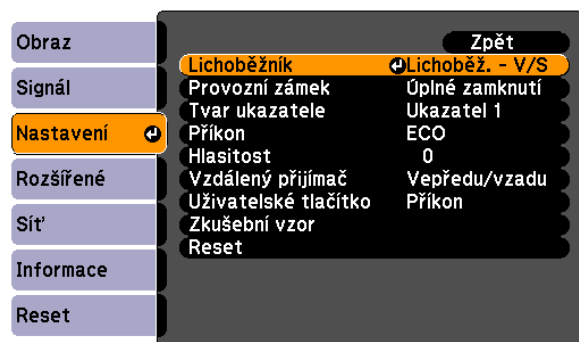 Obraz
Signál
Nastavení
Rozšířené
Síť
Informace
Reset
Zpět
Lichoběžník Lichoběž. - V/S
Provozní zámek Úplné zamknutí
Tvar ukazatele Ukazatel 1
Příkon ECO
Hlasitost 0
Vzdálený přijímač Vepředu/vzadu
Uživatelské tlačítko Příkon
Zkušební vzor
Reset